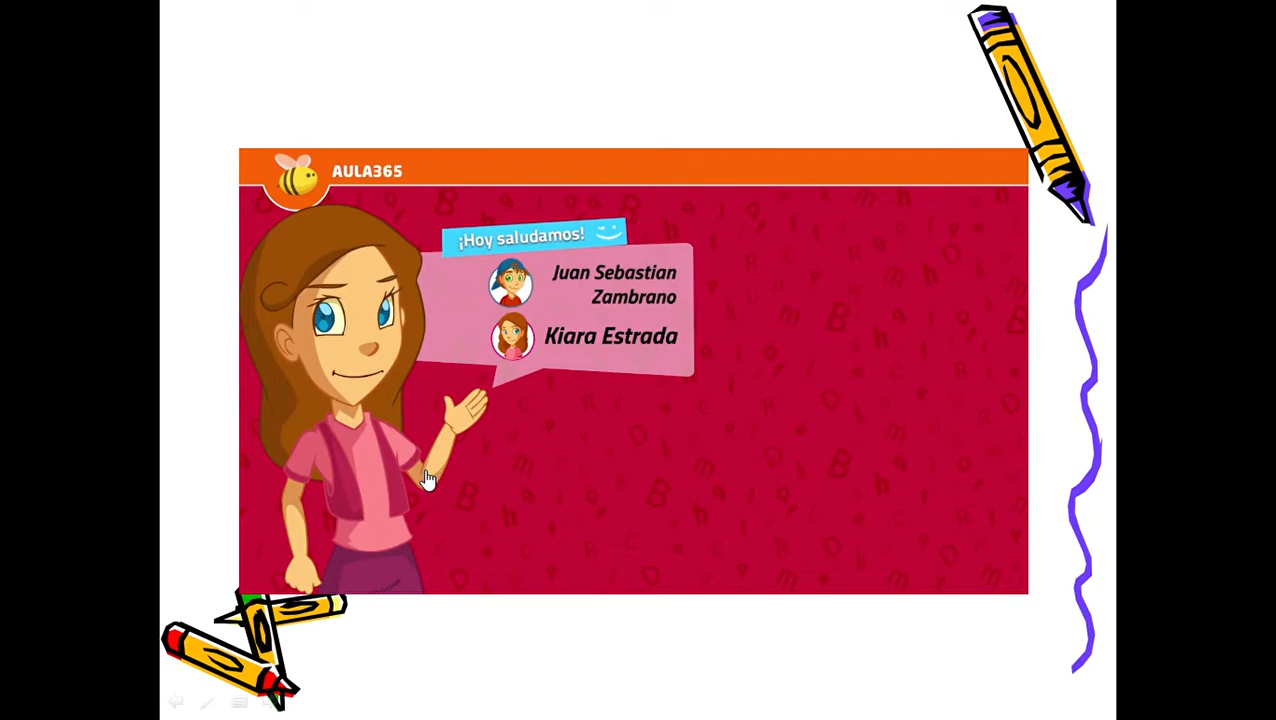 AULA365
¡Hoy saludamos!
Juan Sebastian
Zambrano
Kiara Estrada